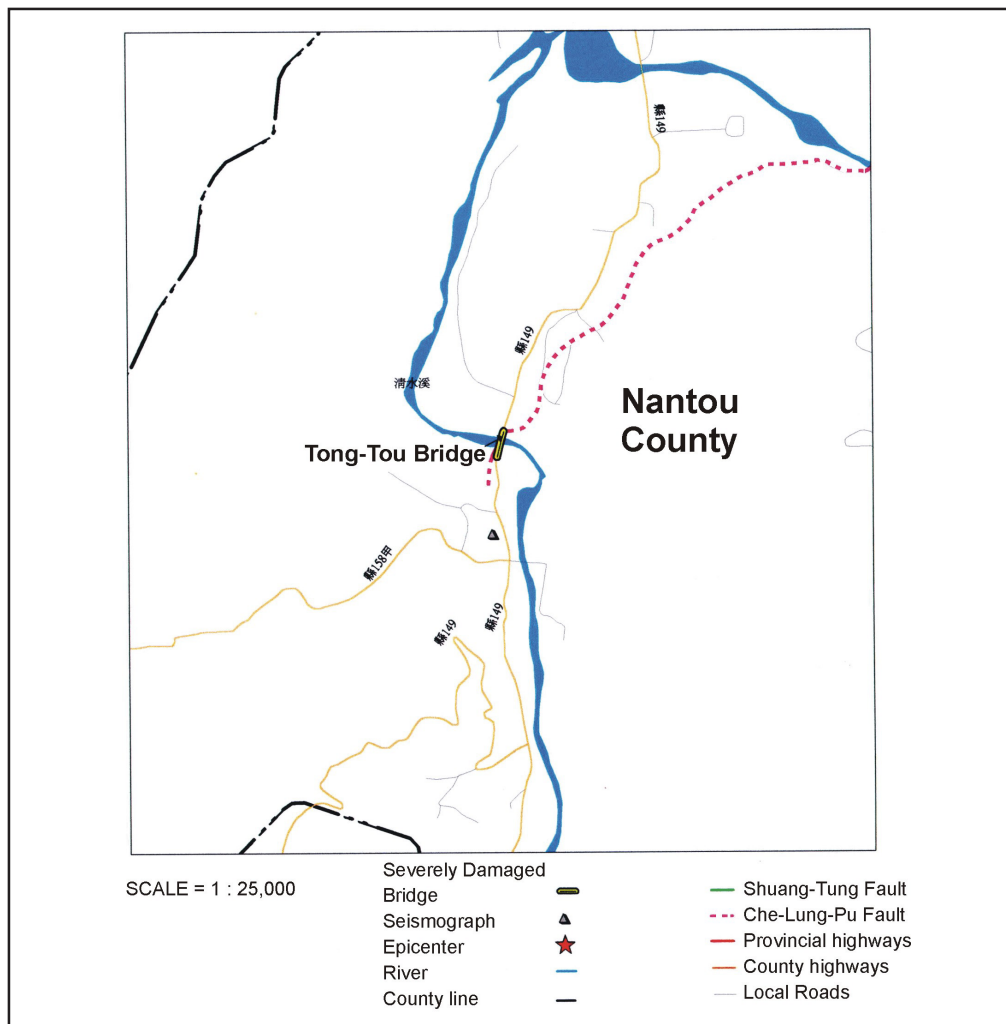 縣149
縣149
清水溪
Nantou
County
Tong-Tou Bridge
縣158甲
縣149
縣149
SCALE = 1 : 25,000
Severely Damaged
Bridge
Seismograph
Epicenter
River
County line
Shuang-Tung Fault
Che-Lung-Pu Fault
Provincial highways
County highways
Local Roads